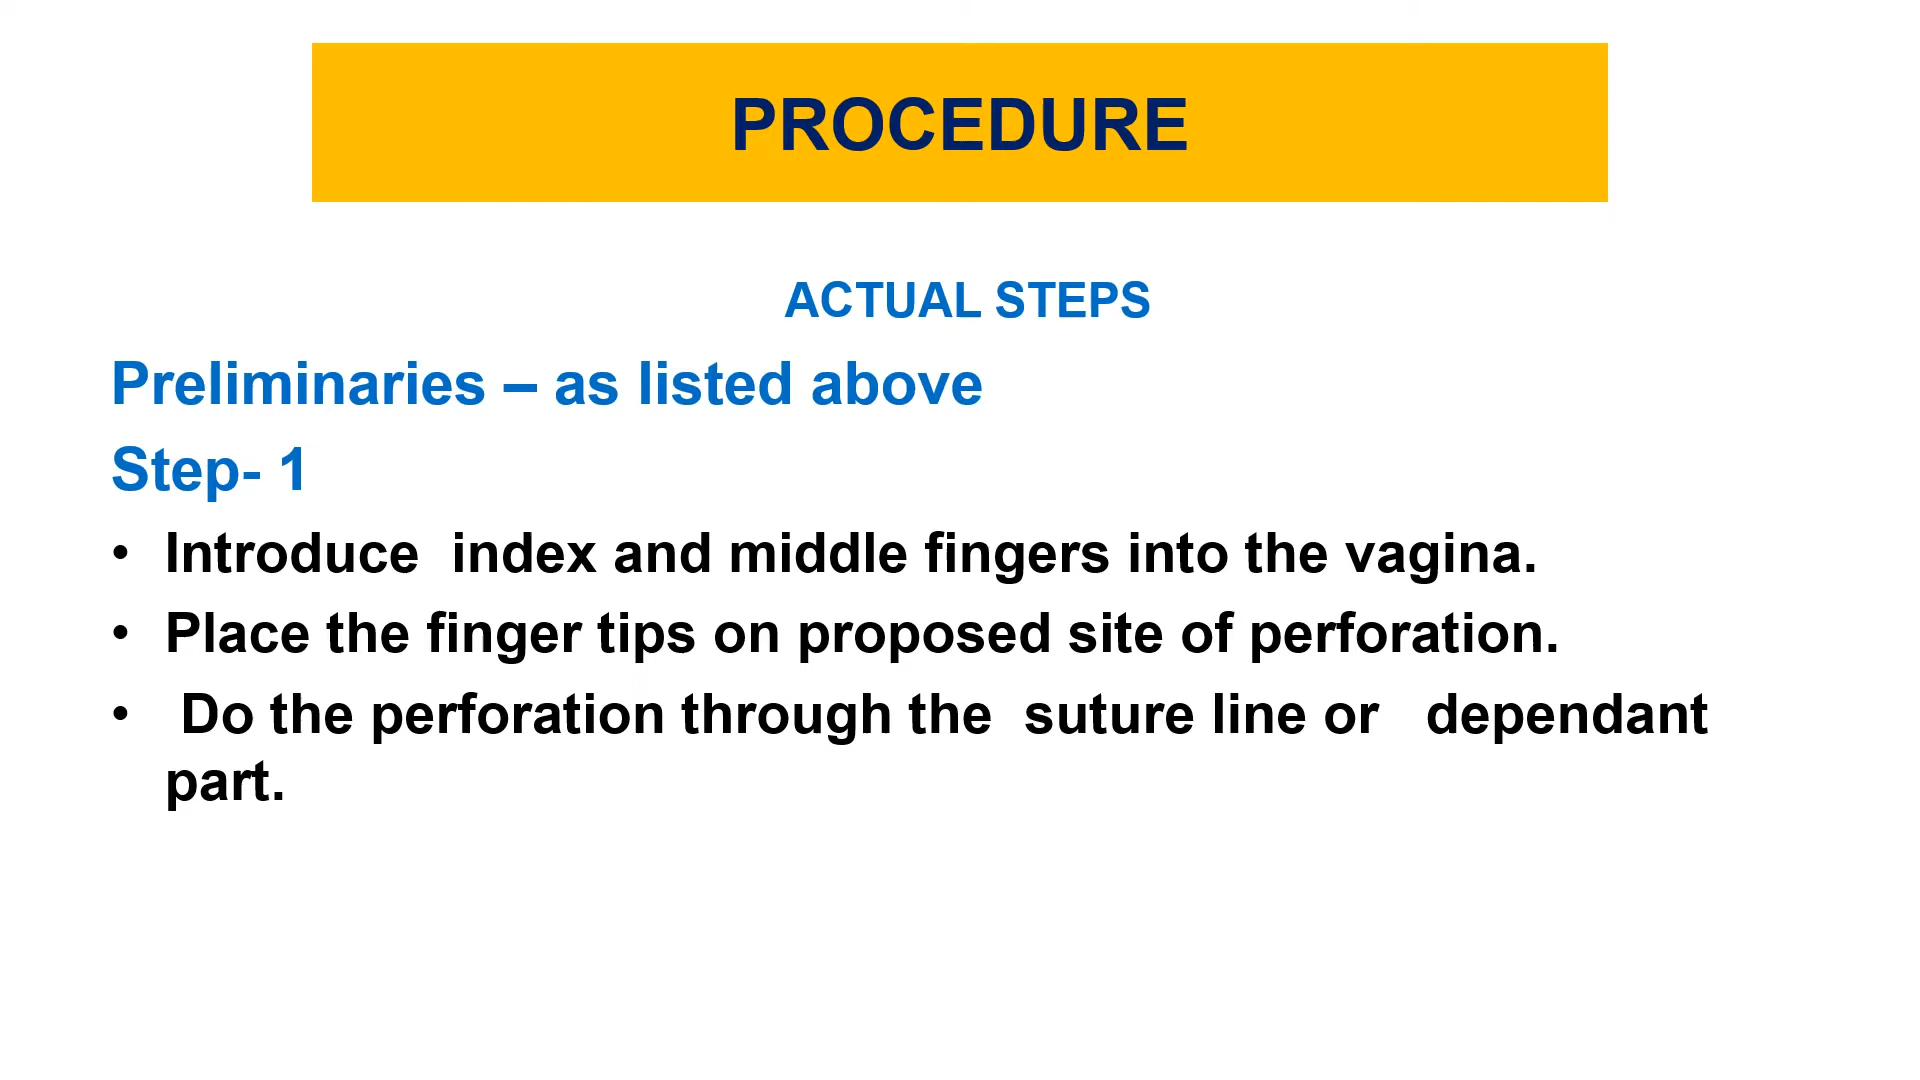 PROCEDURE
ACTUAL STEPS
Preliminaries – as listed above
Step- 1
• Introduce  index and middle fingers into the vagina.
• Place the finger tips on proposed site of perforation.
•  Do the perforation through the  suture line or   dependant
part.